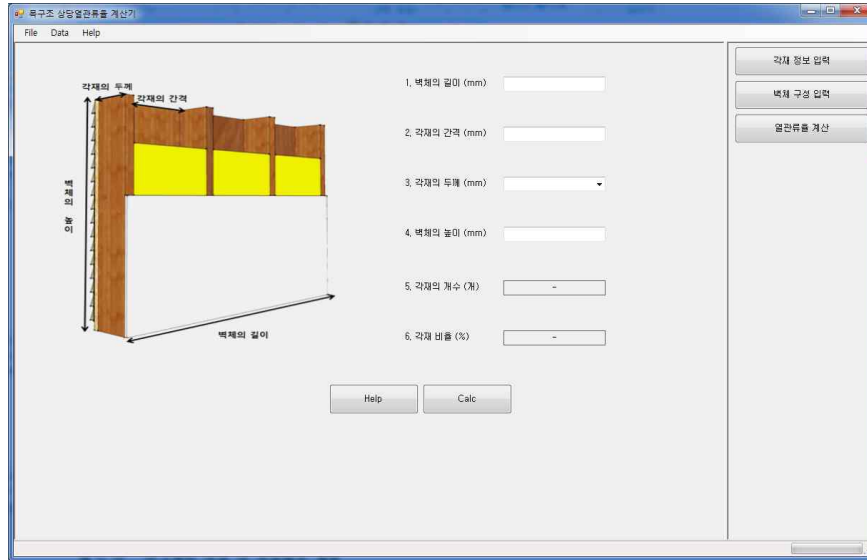 목구조 상당열관류율 계산기
File Data Help
각재의 두께
각재의 간격
벽체의 높이
벽체의 길이
1. 벽체의 길이 (mm)
2. 각재의 간격 (mm)
3. 각재의 두께 (mm)
4. 벽체의 높이 (mm)
5. 각재의 개수 (개)
-
6. 각재 비율 (%)
-
Help
Calc
각재 정보 입력
벽체 구성 입력
열관류율 계산